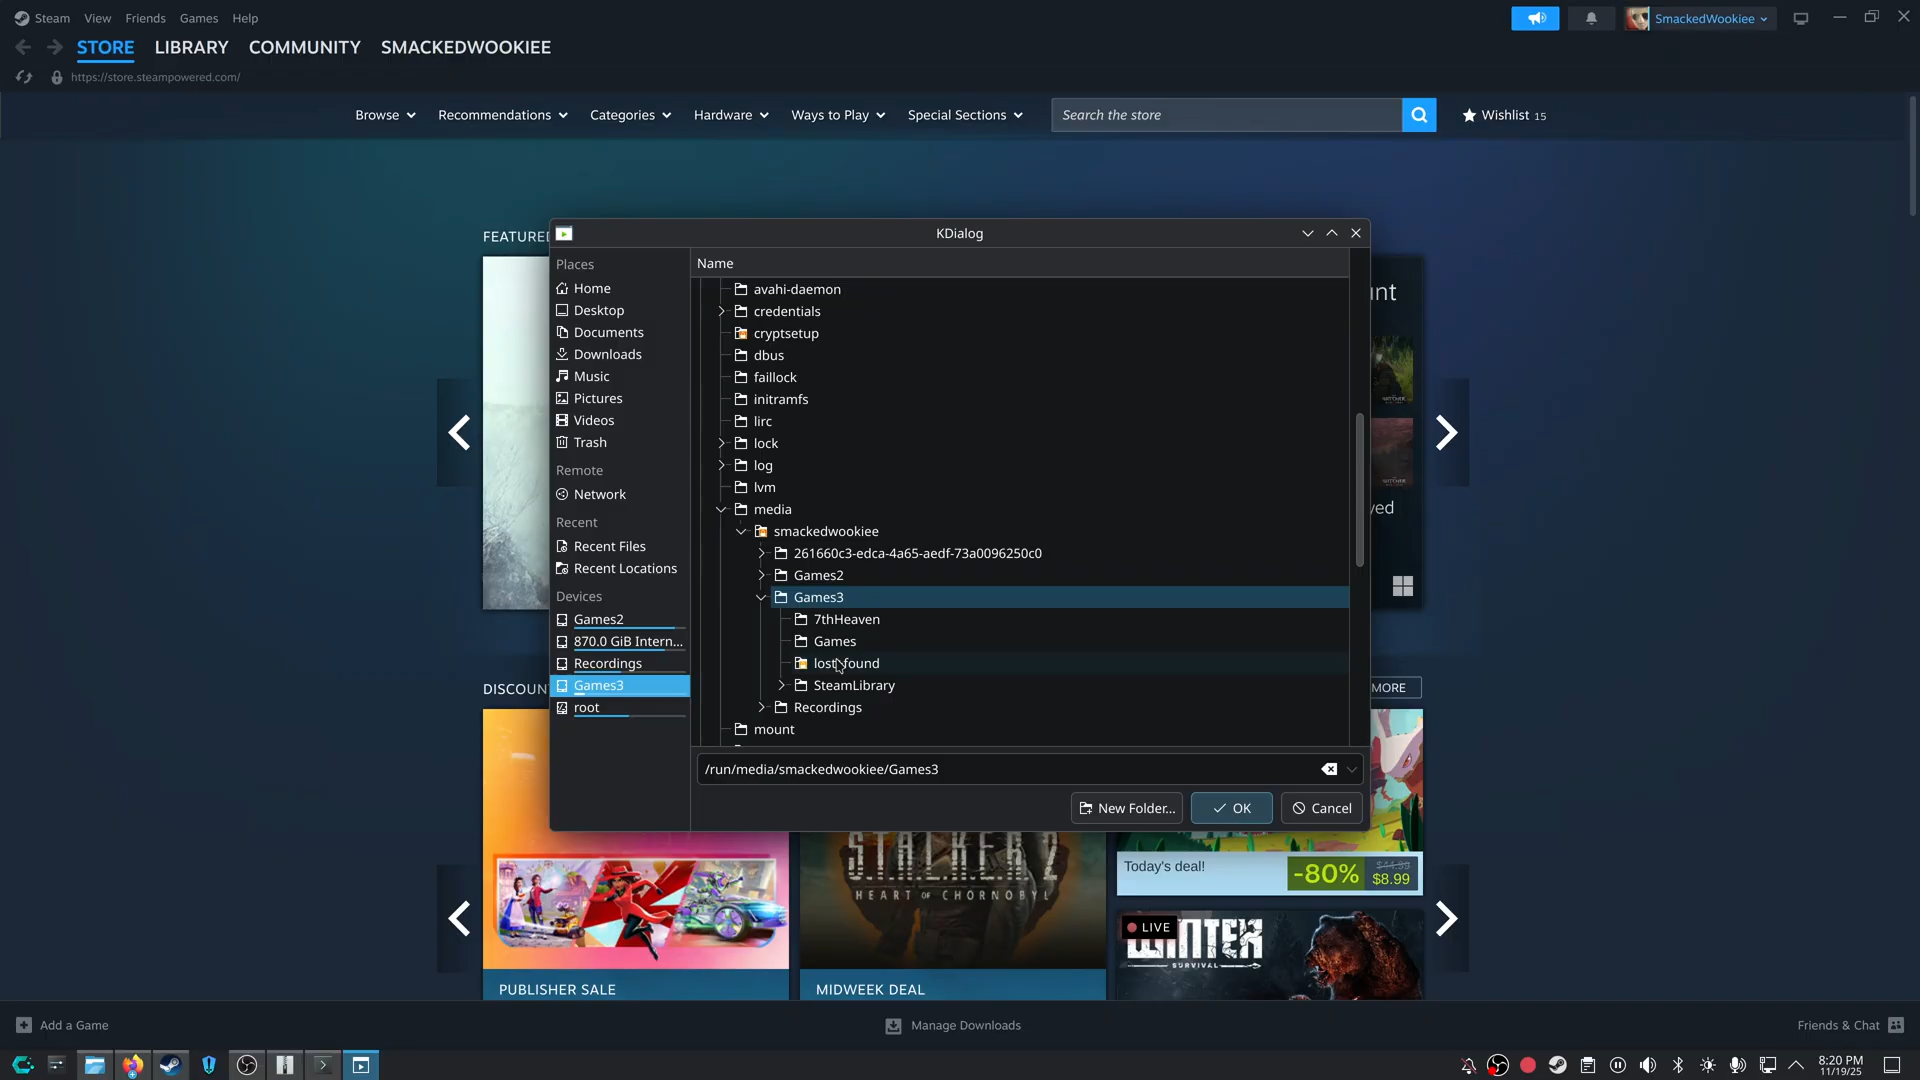 Steam View Friends Games Help
SmackedWookiee
STORE LIBRARY COMMUNITY SMACKEDWOOKIEE
https://store.steampowered.com/
Browse Recommendations Categories Hardware Ways to Play Special Sections
Search the store
Wishlist 15
FEATURE
KDialog
Places
Home
Desktop
Documents
Downloads
Music
Pictures
Videos
Trash
Remote
Network
Recent
Recent Files
Recent Locations
Devices
Games2
870.0 GiB Intern...
Recordings
Games3
root
Name
avahi-daemon
credentials
cryptsetup
dbus
faillock
initramfs
lirc
lock
log
lvm
media
smackedwookiee
261660c3-edca-4a65-aedf-73a0096250c0
Games2
Games3
7thHeaven
Games
lost+found
SteamLibrary
Recordings
mount
/run/media/smackedwookiee/Games3
New Folder...
OK
Cancel
DISCOUN
MORE
Today's deal!
-80%
$44.99
$8.99
S.T.A.L.K.E.R 2
HEART OF CHORNOBYL
LIVE
WINTER
SURVIVAL
PUBLISHER SALE
MIDWEEK DEAL
Add a Game
Manage Downloads
Friends & Chat
8:20 PM
11/19/25